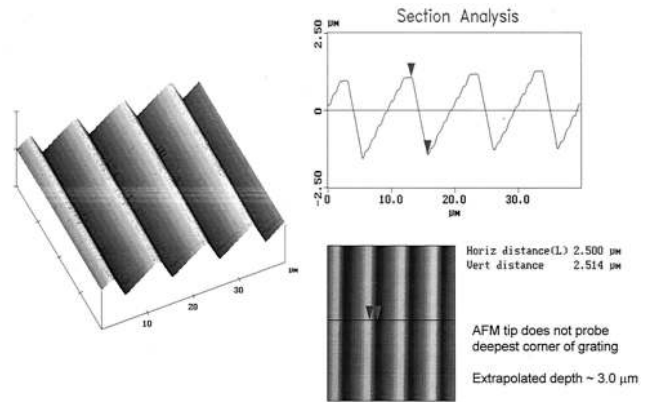 Section Analysis
μm
2.50
0
-2.50
0
10.0
20.0
30.0
μm
μm
10
20
30
Horiz distance(L) 2.500 μm
Vert distance 2.514 μm
AFM tip does not probe
deepest corner of grating
Extrapolated depth ~ 3.0 μm